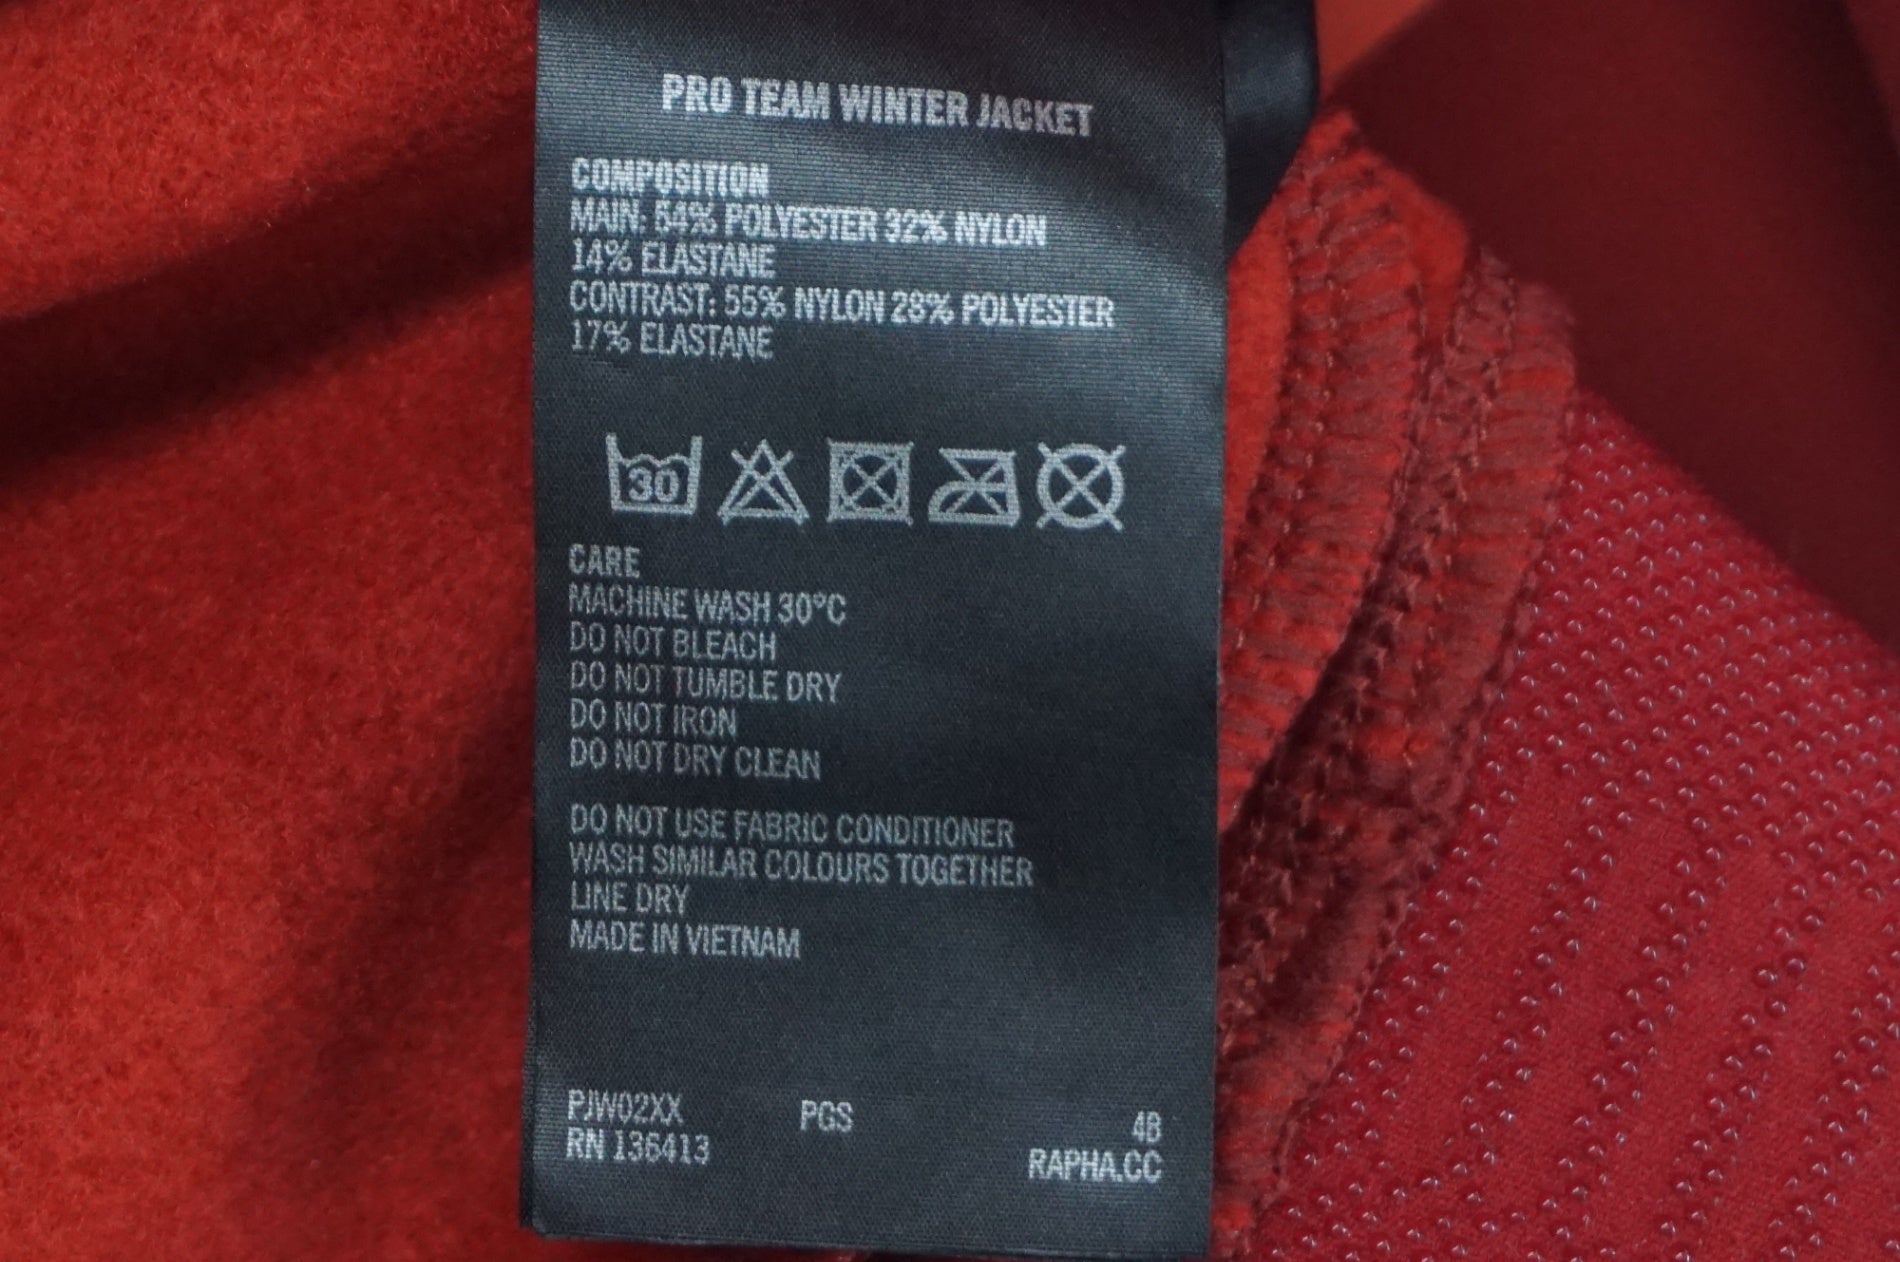 PRO TEAM WINTER JACKET
COMPOSITION
MAIN: 54% POLYESTER 32% NYLON
14% ELASTANE
CONTRAST: 55% NYLON 28% POLYESTER
17% ELASTANE
30
CARE
MACHINE WASH 30°C
DO NOT BLEACH
DO NOT TUMBLE DRY
DO NOT IRON
DO NOT DRY CLEAN
DO NOT USE FABRIC CONDITIONER
WASH SIMILAR COLOURS TOGETHER
LINE DRY
MADE IN VIETNAM
PJW02XX PGS 4B
RN 136413 RAPHA.CC